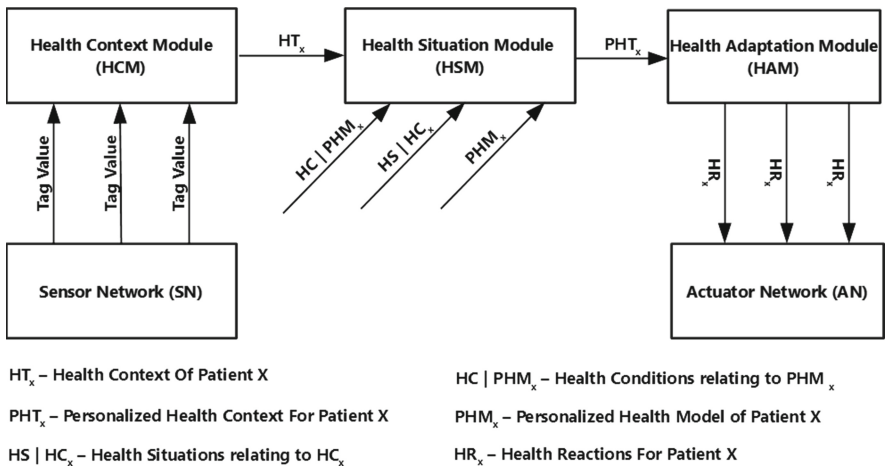 Health Context Module
(HCM)
HTₓ
Health Situation Module
(HSM)
PHTₓ
Health Adaptation Module
(HAM)
Tag Value
Tag Value
Tag Value
HC | PHMₓ
HS | HCₓ
PHMₓ
HRₓ
HRₓ
HRₓ
Sensor Network (SN)
Actuator Network (AN)
HTₓ – Health Context Of Patient X
PHTₓ – Personalized Health Context For Patient X
HS | HCₓ – Health Situations relating to HCₓ
HC | PHMₓ – Health Conditions relating to PHMₓ
PHMₓ – Personalized Health Model of Patient X
HRₓ – Health Reactions For Patient X